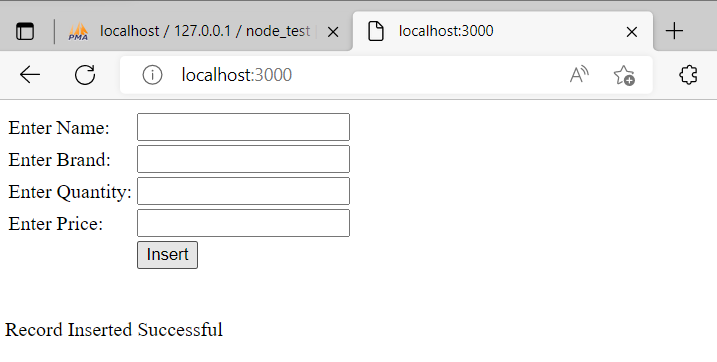 PMA localhost / 127.0.0.1 / node_test
localhost:3000
localhost:3000
Enter Name:
Enter Brand:
Enter Quantity:
Enter Price:
Insert
Record Inserted Successful